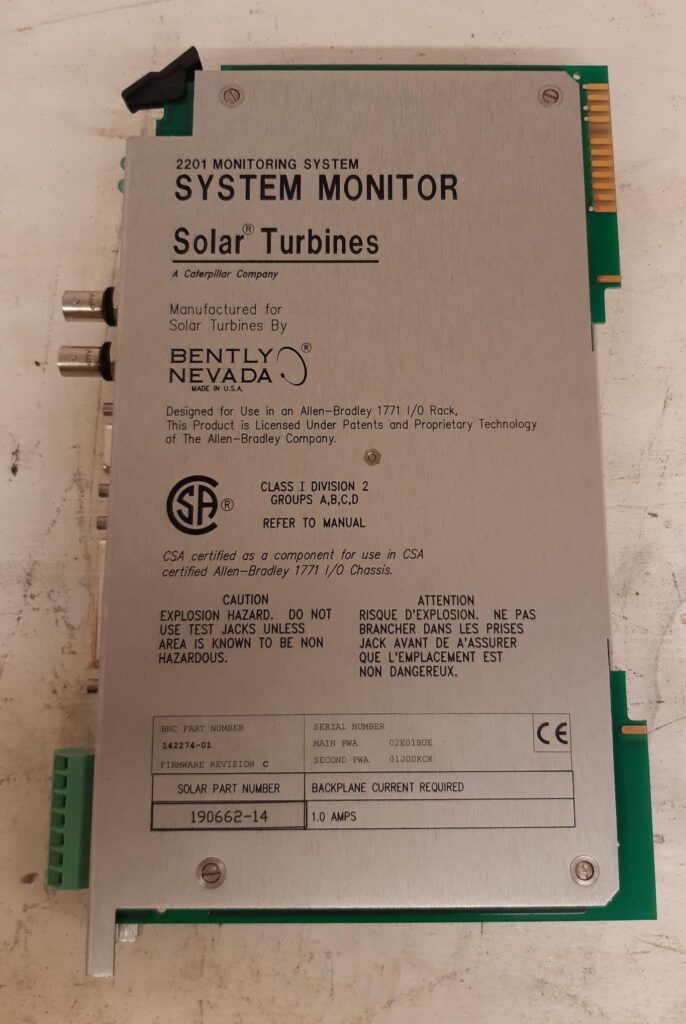 2201 MONITORING SYSTEM
SYSTEM MONITOR
Solar® Turbines
A Caterpillar Company
Manufactured for
Solar Turbines By
BENTLY ®
NEVADA
MADE IN U.S.A.
Designed for Use in an Allen-Bradley 1771 I/O Rack,
This Product is Licensed Under Patents and Proprietary Technology
of The Allen-Bradley Company.
CSA ®
CLASS I DIVISION 2
GROUPS A,B,C,D
REFER TO MANUAL
CSA certified as a component for use in CSA
certified Allen-Bradley 1771 I/O Chassis.
CAUTION
EXPLOSION HAZARD. DO NOT
USE TEST JACKS UNLESS
AREA IS KNOWN TO BE NON
HAZARDOUS.
ATTENTION
RISQUE D'EXPLOSION. NE PAS
BRANCHER DANS LES PRISES
JACK AVANT DE A'ASSURER
QUE L'EMPLACEMENT EST
NON DANGEREUX.
BNC PART NUMBER
142274-01
FIRMWARE REVISION C
SERIAL NUMBER
MAIN PWA 02E01BUE
SECOND PWA 01J00KCK
CE
SOLAR PART NUMBER
190662-14
BACKPLANE CURRENT REQUIRED
1.0 AMPS